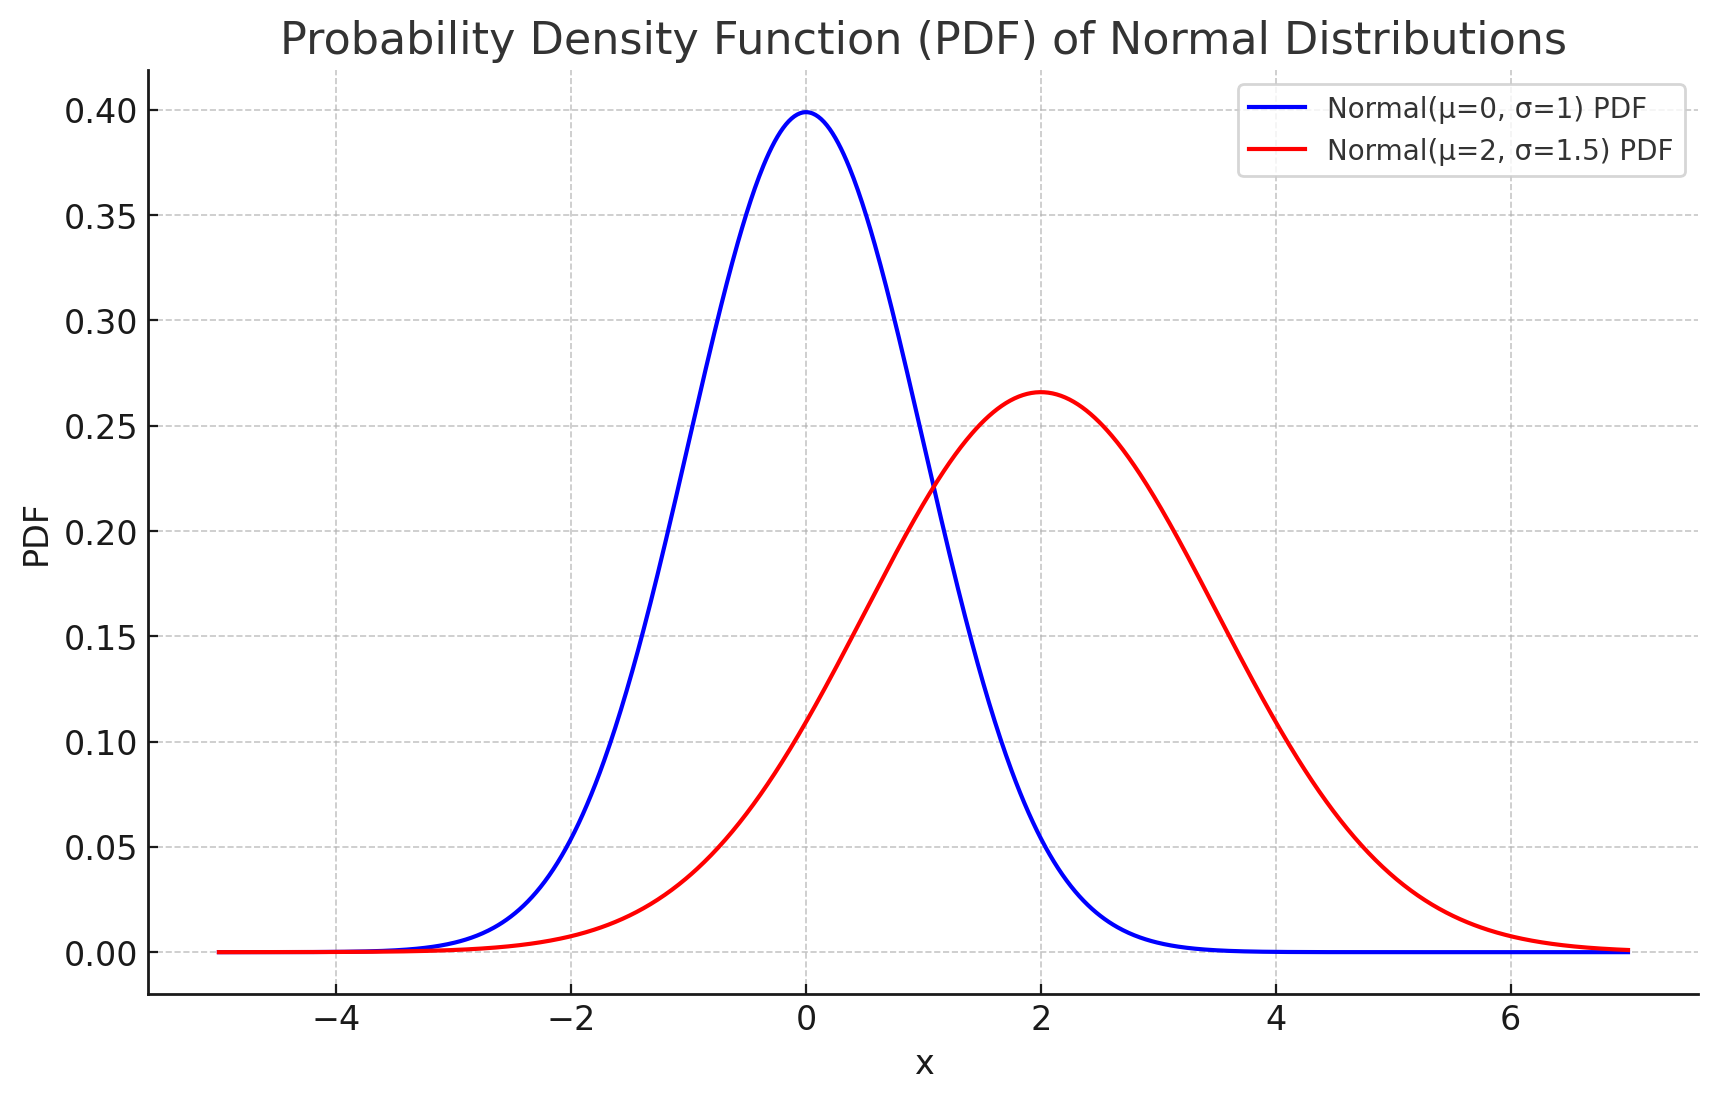 Probability Density Function (PDF) of Normal Distributions
Normal(μ=0, σ=1) PDF
Normal(μ=2, σ=1.5) PDF
0.40
0.35
0.30
0.25
0.20
0.15
0.10
0.05
0.00
PDF
−4 −2 0 2 4 6
x